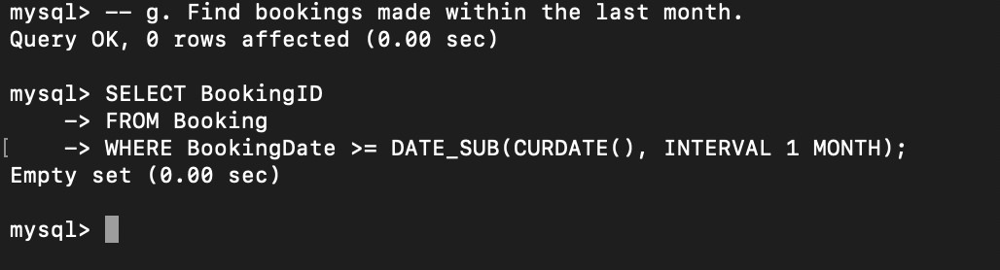 mysql> -- g. Find bookings made within the last month.
Query OK, 0 rows affected (0.00 sec)
mysql> SELECT BookingID
    -> FROM Booking
[    -> WHERE BookingDate >= DATE_SUB(CURDATE(), INTERVAL 1 MONTH);
Empty set (0.00 sec)
mysql>